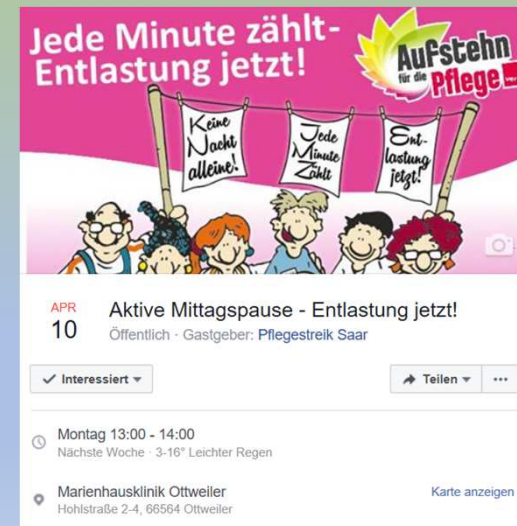 Jede Minute zählt-
Entlastung jetzt!
Aufstehn
für die Pflege
Keine
Nacht
alleine!
Jede
Minute
Zählt
Ent-
lastung
jetzt!
APR
10
Aktive Mittagspause - Entlastung jetzt!
Öffentlich · Gastgeber: Pflegestreik Saar
Interessiert
Teilen
Montag 13:00 - 14:00
Nächste Woche · 3-16° Leichter Regen
Marienhausklinik Ottweiler
Karte anzeigen
Hohlstraße 2-4, 66564 Ottweiler